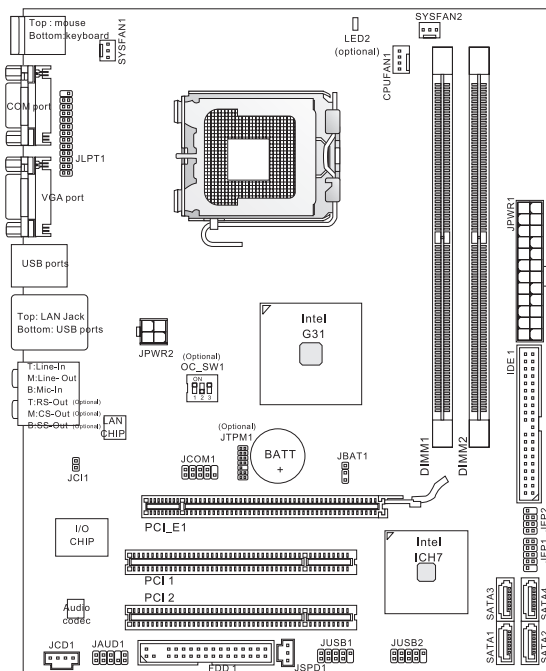 Top : mouse
Bottom:keyboard
SYSFAN1
LED2
(optional)
SYSFAN2
CPUFAN1
COM port
JLPT1
VGA port
USB ports
JPWR1
Top: LAN Jack
Bottom: USB ports
Intel
G31
JPWR2
(Optional)
OC_SW1
ON
1 2 3
IDE 1
T:Line-In
M:Line- Out
B:Mic-In
T:RS-Out (Optional)
M:CS-Out (Optional)
B:SS-Out (Optional)
LAN
CHIP
(Optional)
JTPM1
BATT
+
JCI1
JCOM1
JBAT1
DIMM1
DIMM2
PCI_E1
I/O
CHIP
Intel
ICH7
JFP2
JFP1
PCI 1
PCI 2
Audio
codec
SATA3
SATA4
SATA1
SATA2
JCD1
JAUD1
FDD 1
JSPD1
JUSB1
JUSB2